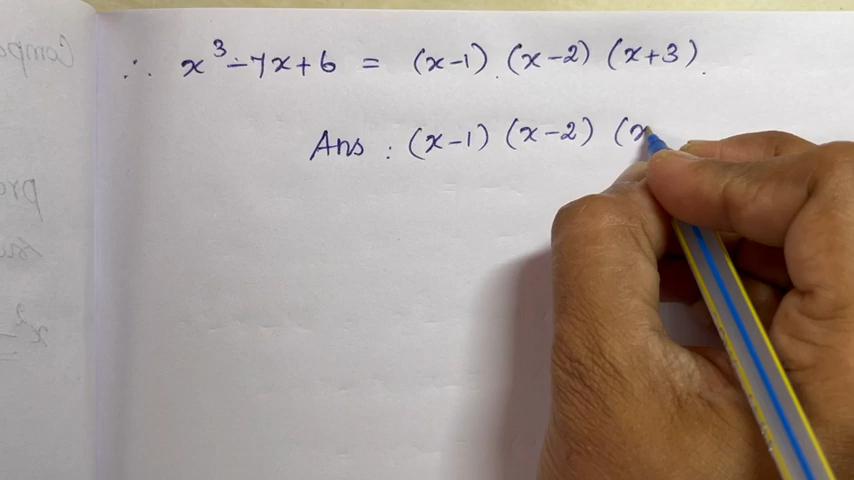 ∴ x³-7x+6 = (x-1).(x-2)(x+3).
Ans : (x-1) (x-2) (x